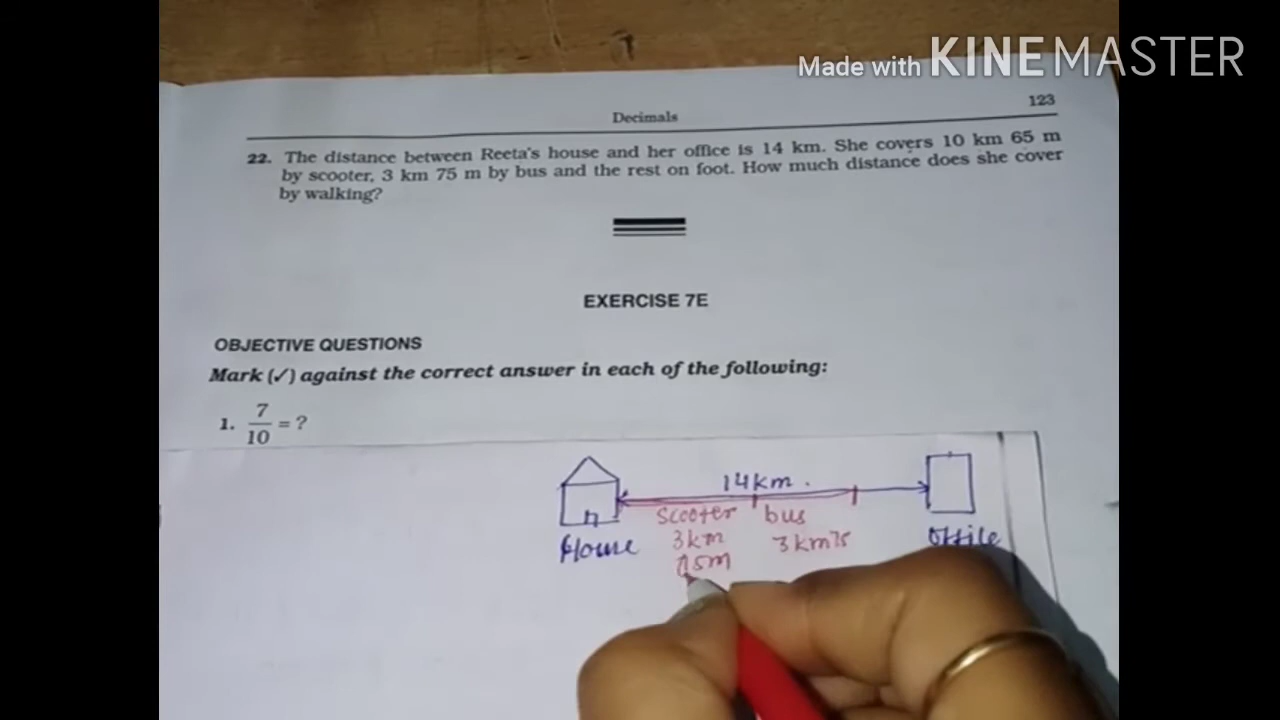 Made with KINEMASTER
Decimals
123
22. The distance between Reeta's house and her office is 14 km. She covers 10 km 65 m
by scooter, 3 km 75 m by bus and the rest on foot. How much distance does she cover
by walking?
EXERCISE 7E
OBJECTIVE QUESTIONS
Mark (✓) against the correct answer in each of the following:
1. 7/10 = ?
14km.
scooter bus
House 3km 3km75 Office
75m